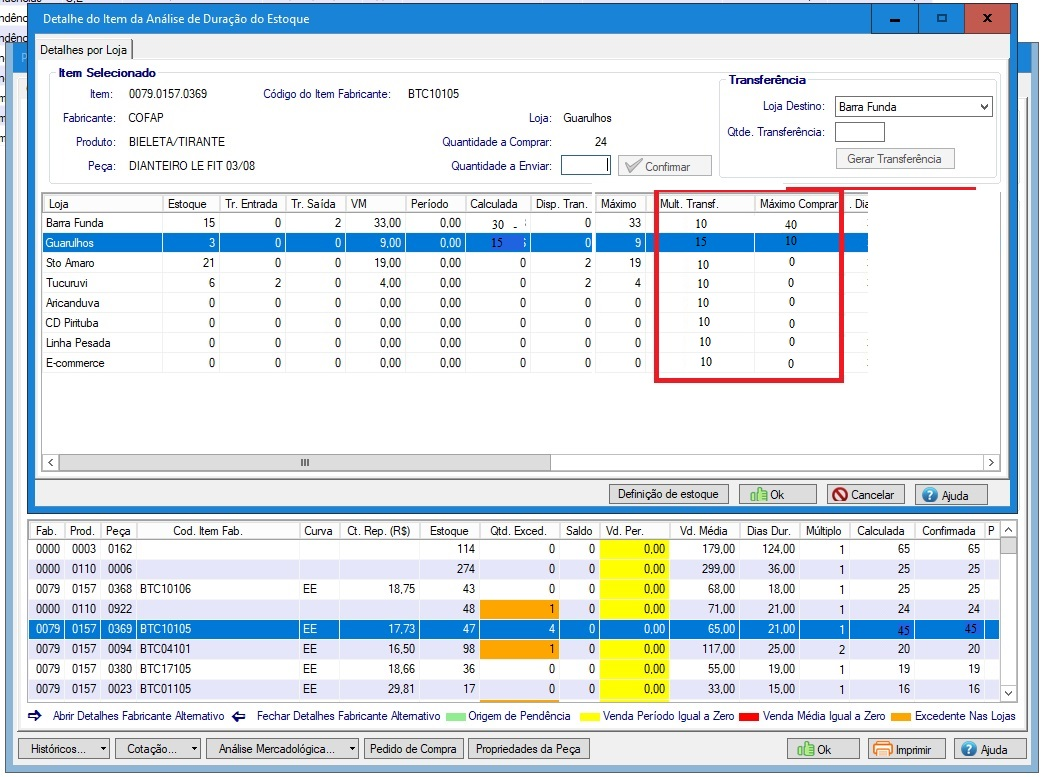 Detalhe do Item da Análise de Duração do Estoque
Detalhes por Loja
Item Selecionado
Item: 0079.0157.0369 Código do Item Fabricante: BTC10105
Fabricante: COFAP Loja: Guarulhos
Produto: BIELETA/TIRANTE Quantidade a Comprar: 24
Peça: DIANTEIRO LE FIT 03/08 Quantidade a Enviar: Confirmar
Transferência
Loja Destino: Barra Funda
Qtde. Transferência:
Gerar Transferência
Loja Estoque Tr. Entrada Tr. Saída VM Período Calculada Disp. Tran. Máximo Mult. Transf. Máximo Comprar . Dia
Barra Funda 15 0 2 33,00 0,00 30 - 0 33 10 40
Guarulhos 3 0 0 9,00 0,00 15 0 9 15 10
Sto Amaro 21 0 0 19,00 0,00 0 2 19 10 0
Tucuruvi 6 2 0 4,00 0,00 0 2 4 10 0
Aricanduva 0 0 0 0,00 0,00 0 0 0 10 0
CD Pirituba 0 0 0 0,00 0,00 0 0 0 10 0
Linha Pesada 0 0 0 0,00 0,00 0 0 0 10 0
E-commerce 0 0 0 0,00 0,00 0 0 0 10 0
Definição de estoque Ok Cancelar Ajuda
Fab. Prod. Peça Cod. Item Fab. Curva Ct. Rep. (R$) Estoque Qtd. Exced. Saldo Vd. Per. Vd. Média Dias Dur. Múltiplo Calculada Confirmada P
0000 0003 0162 114 0 0 0,00 179,00 124,00 1 65 65
0000 0110 0006 274 0 0 0,00 299,00 36,00 1 25 25
0079 0157 0368 BTC10106 EE 18,75 43 0 0 0,00 68,00 18,00 1 25 25
0000 0110 0922 48 1 0 0,00 71,00 21,00 1 24 24
0079 0157 0369 BTC10105 EE 17,73 47 4 0 0,00 65,00 21,00 1 45 45
0079 0157 0094 BTC04101 EE 16,50 98 1 0 0,00 117,00 25,00 2 20 20
0079 0157 0380 BTC17105 EE 18,66 36 0 0 0,00 55,00 19,00 1 19 19
0079 0157 0023 BTC01105 EE 29,81 17 0 0 0,00 33,00 15,00 1 16 16
Abrir Detalhes Fabricante Alternativo Fechar Detalhes Fabricante Alternativo Origem de Pendência Venda Período Igual a Zero Venda Média Igual a Zero Excedente Nas Lojas
Históricos... Cotação... Análise Mercadológica... Pedido de Compra Propriedades da Peça Ok Imprimir Ajuda